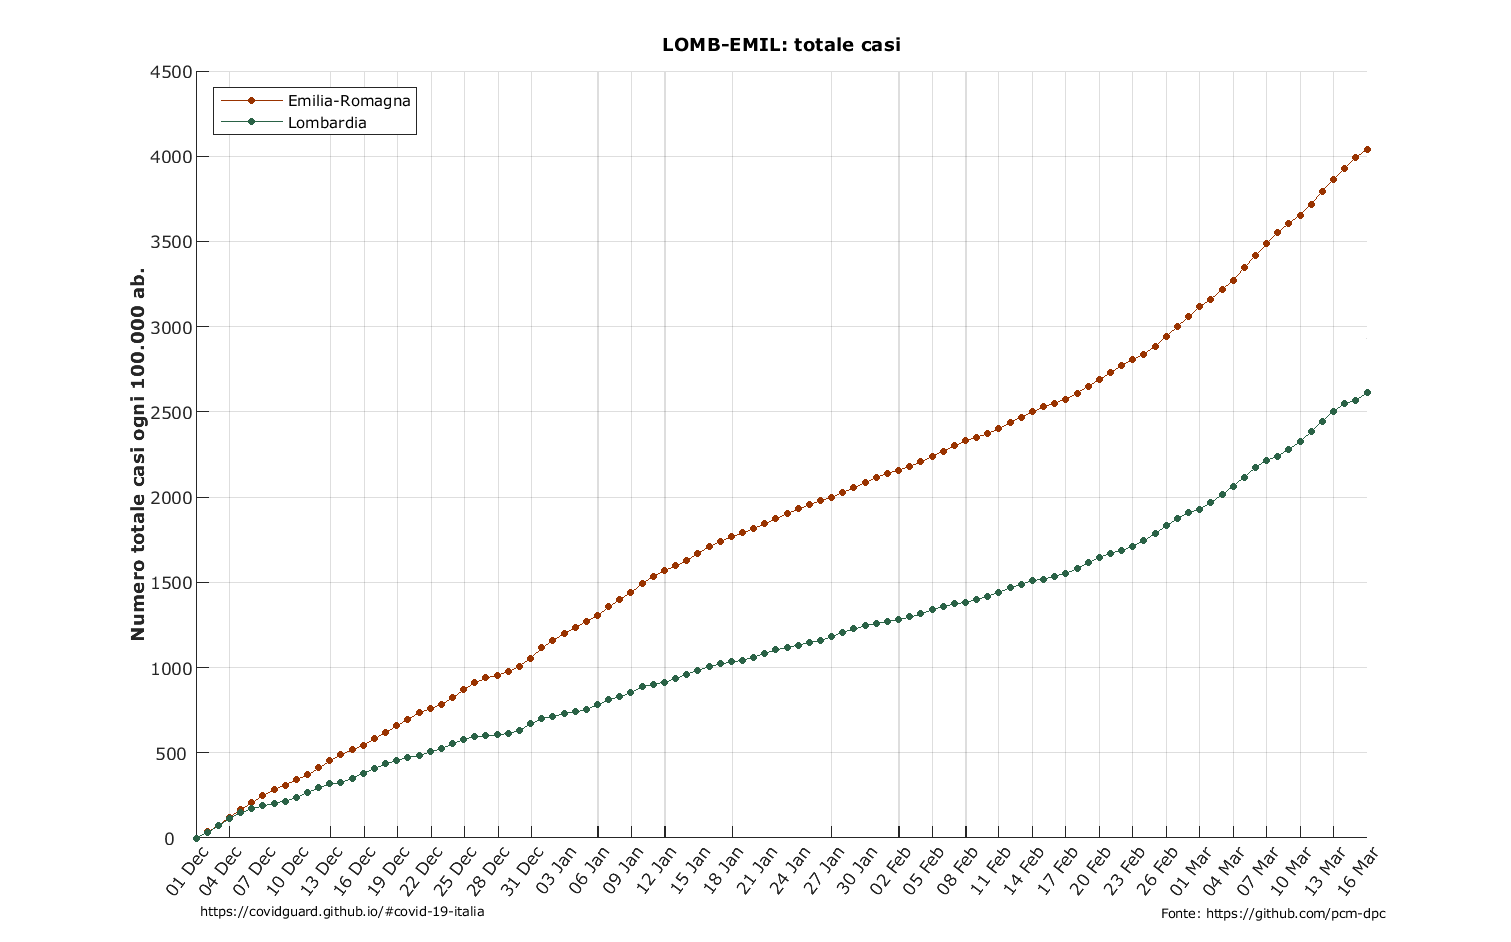 LOMB-EMIL: totale casi
Emilia-Romagna
Lombardia
Numero totale casi ogni 100.000 ab.
4500
4000
3500
3000
2500
2000
1500
1000
500
0
01 Dec
04 Dec
07 Dec
10 Dec
13 Dec
16 Dec
19 Dec
22 Dec
25 Dec
28 Dec
31 Dec
03 Jan
06 Jan
09 Jan
12 Jan
15 Jan
18 Jan
21 Jan
24 Jan
27 Jan
30 Jan
02 Feb
05 Feb
08 Feb
11 Feb
14 Feb
17 Feb
20 Feb
23 Feb
26 Feb
01 Mar
04 Mar
07 Mar
10 Mar
13 Mar
16 Mar
https://covidguard.github.io/#covid-19-italia
Fonte: https://github.com/pcm-dpc